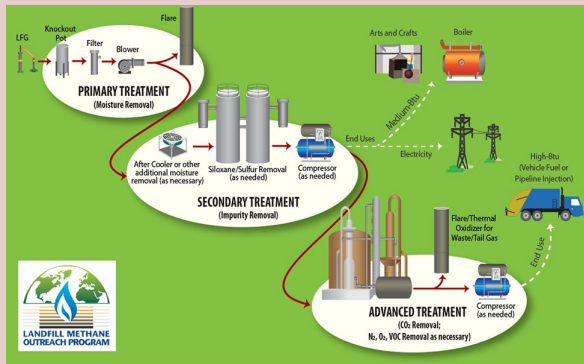 LFG
Knockout
Pot
Filter
Blower
Flare
PRIMARY TREATMENT
(Moisture Removal)
Arts and Crafts
Boiler
Medium-Btu
End Uses
Electricity
After Cooler or other
additional moisture
removal (as necessary)
Siloxane/Sulfur Removal
(as needed)
Compressor
(as needed)
SECONDARY TREATMENT
(Impurity Removal)
High-Btu
(Vehicle Fuel or
Pipeline Injection)
End Use
Flare/Thermal
Oxidizer for
Waste/Tail Gas
Compressor
(as needed)
ADVANCED TREATMENT
(CO₂ Removal;
N₂, O₂, VOC Removal as necessary)
LANDFILL METHANE
OUTREACH PROGRAM